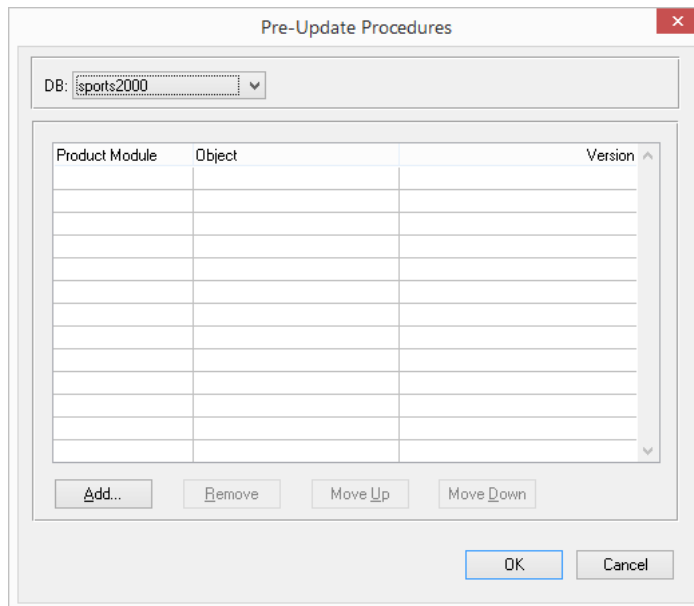 Pre-Update Procedures
DB: sports2000
Product Module Object Version
Add... Remove Move Up Move Down
OK Cancel